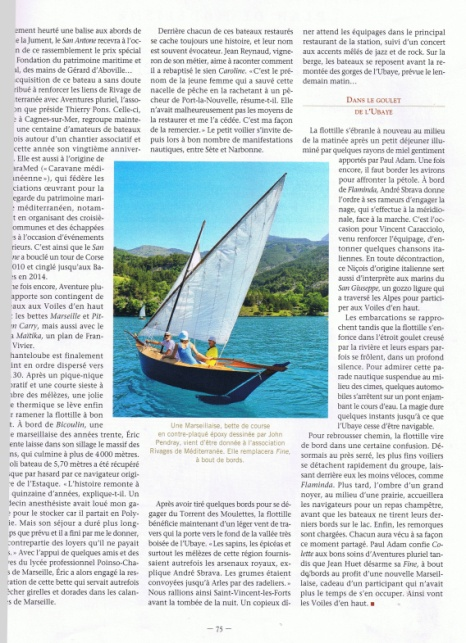 ment heurté une balise aux abords de
e la Jument, le San Antone recevra à l'oc-
n de ce rassemblement le prix spécial
Fondation du patrimoine maritime et
al, des mains de Gérard d'Aboville…
acquisition de ce bateau a sans doute
ribué à renforcer les liens de Rivage de
iterranée avec Aventures pluriel, l'asso-
on que préside Thierry Pons. Celle-ci,
à Cagnes-sur-Mer, regroupe mainte-
une centaine d'amateurs de bateaux
ois autour d'un chantier associatif et
cette année son vingtième anniver-
. Elle est aussi à l'origine de
araMed (« Caravane médi-
néenne »), qui fédère les
ciations œuvrant pour la
egarde du patrimoine mari-
méditerranéen, notam-
t en organisant des croisiè-
ommunes et des échappées
s à l'occasion d'événements
rieurs. C'est ainsi que le San
ne a bouclé un tour de Corse
2010 et cinglé jusqu'aux Ba-
es en 2014.
ne fois encore, Aventure plu-
apporte son contingent de
aux aux Voiles d'en haut
les bettes Marseille et Pit-
on Carry, mais aussi avec le
a Maïtika, un plan de Fran-
Vivier.
hanteloube est finalement
int en ordre dispersé vers
30. Après un pique-nique
ratif et une courte sieste à
mbre des mélèzes, une jolie
e thermique se lève enfin
e ramener la flottille à bon
t. À bord de Bicoulin, une
e marseillaise des années trente, Éric
ente laisse dans son sillage le massif des
ns, qui culmine à plus de 4000 mètres.
oli bateau de 5,70 mètres a été récupéré
que par hasard par ce navigateur origi-
e de l'Estaque. « L'histoire remonte à
quinzaine d'années, explique-t-il. Un
lecin anesthésiste avait loué mon ga-
pour le stocker car il partait en Poly-
ie. Mais son séjour a duré plus long-
ps que prévu et il a fini par me le donner,
contrepartie des loyers qu'il ne payait
. » Avec l'appui de quelques amis et des
ves du lycée professionnel Poinso-Cha-
s de Marseille, Éric a alors engagé la res-
ration de cette bette qui servait autrefois
êcher girelles et dorades dans les calan-
s de Marseille.
Derrière chacun de ces bateaux restau-
rés se cache toujours une histoire, et leur nom
est souvent évocateur. Jean Reynaud, vigne-
ron de son métier, aime à raconter comment
il a rebaptisé le sien Caroline. « C'est le pré-
nom de la jeune femme qui a sauvé cette
nacelle de pêche en la rachetant à un pê-
cheur de Port-la-Nouvelle, résume-t-il. Elle
n'avait malheureusement pas les moyens de
la restaurer et me l'a cédée. C'est ma façon
de la remercier. » Le petit voilier s'invite de-
puis lors à bon nombre de manifestations
nautiques, entre Sète et Narbonne.
Une Marseillaise, bette de course
en contre-plaqué époxy dessinée par John
Pendray, vient d'être donnée à l'association
Rivages de Méditerranée. Elle remplacera Fine,
à bout de bords.
Après avoir tiré quelques bords pour se dé-
gager du Torrent des Moulettes, la flottille
bénéficie maintenant d'un léger vent de tra-
vers qui la porte vers le fond de la vallée très
boisée de l'Ubaye. « Les sapins, les épicéas et
surtout les mélèzes de cette région fournis-
saient autrefois les arsenaux royaux, ex-
plique André Sbrava. Les grumes étaient
convoyées jusqu'à Arles par des radeliers. »
Nous rallions ainsi Saint-Vincent-les-Forts
avant la tombée de la nuit. Un copieux dî-
ner attend les équipages dans le principal
restaurant de la station, suivi d'un concert
aux accents mêlés de jazz et de rock. Sur la
berge, les bateaux se reposent avant la re-
montée des gorges de l'Ubaye, prévue le len-
demain matin…
DANS LE GOULET
DE L'UBAYE
La flottille s'ébranle à nouveau au milieu
de la matinée après un petit déjeuner illu-
miné par quelques rayons de miel gentiment
apportés par Paul Adam. Une fois
encore, il faut border les avirons
pour affronter la pétole. À bord
de Flaminda, André Sbrava donne
l'ordre à ses rameurs d'engager la
nage, qui s'effectue à la méridio-
nale, face à la marche. C'est l'oc-
casion pour Vincent Caracciolo,
venu renforcer l'équipage, d'en-
tonner quelques chansons ita-
liennes. En toute décontraction,
ce Niçois d'origine italienne sert
aussi d'interprète aux marins du
San Giuseppe, un gozzo ligure qui
a traversé les Alpes pour partici-
per aux Voiles d'en haut.
Les embarcations se rappro-
chent tandis que la flottille s'en-
fonce dans l'étroit goulet creusé
par la rivière et leurs espars par-
fois se frôlent, dans un profond
silence. Pour admirer cette pa-
rade nautique suspendue au mi-
lieu des cimes, quelques automo-
biles s'arrêtent sur un pont enjam-
bant le cours d'eau. La magie dure
quelques instants jusqu'à ce que
l'Ubaye cesse d'être navigable.
Pour rebrousser chemin, la flottille vire
de bord dans une certaine confusion. Dé-
sormais au près serré, les plus fins voiliers
se détachent rapidement du groupe, lais-
sant derrière eux les moins véloces, comme
Flaminda. Plus tard, l'ombre d'un grand
noyer, au milieu d'une prairie, accueillera
les navigateurs pour un repas champêtre,
avant que les bateaux ne tirent leurs der-
niers bords sur le lac. Enfin, les remorques
sont chargées. Chacun aura vécu à sa façon
ce moment partagé. Paul Adam confie Co-
lette aux bons soins d'Aventures pluriel tan-
dis que Jean Huet désarme sa Fine, à bout
de bords au profit d'une nouvelle Marseil-
laise, cadeau d'un participant qui n'avait
plus le temps de s'en occuper. Ainsi vont
les Voiles d'en haut. ■
— 75 —